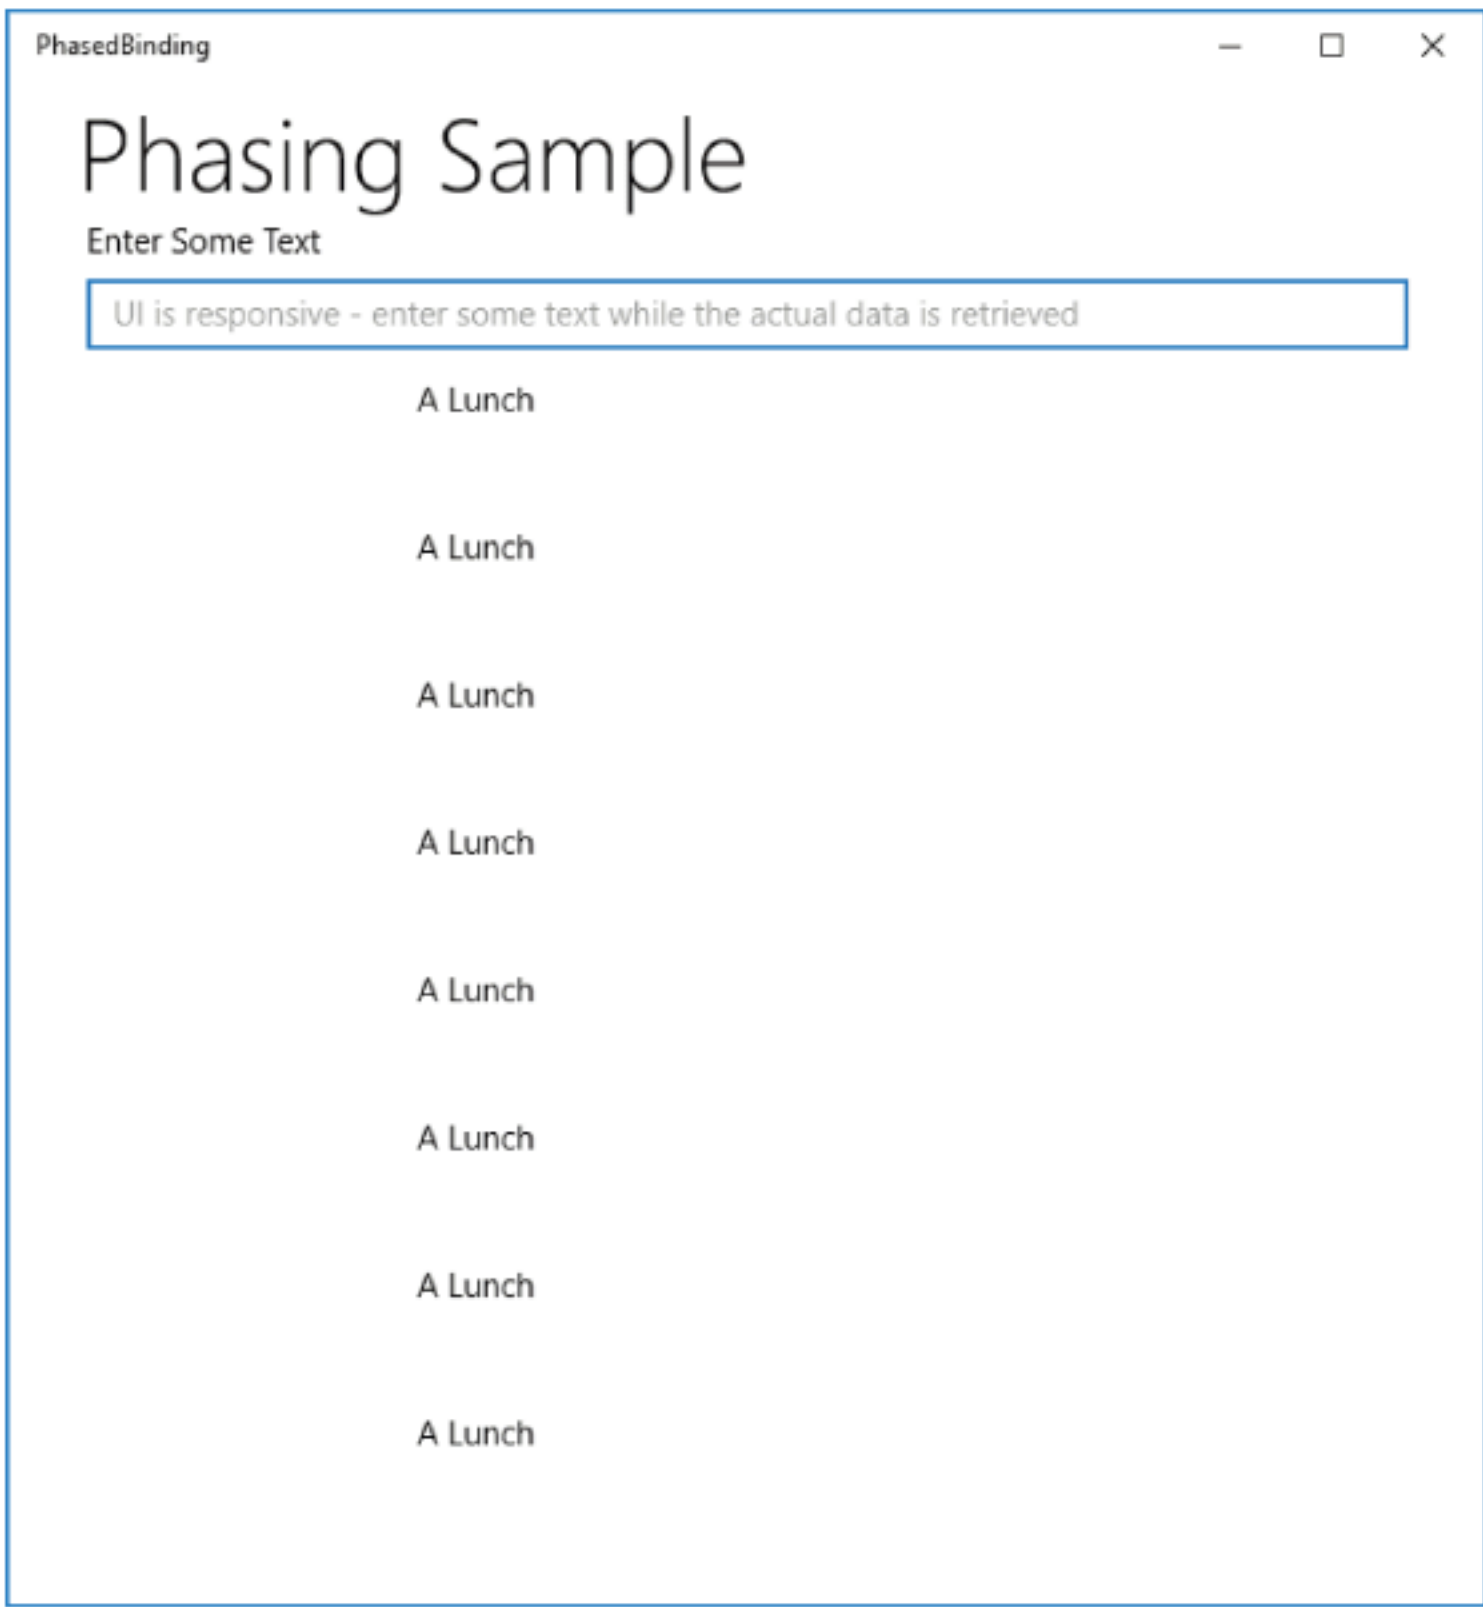 PhasedBinding
Phasing Sample
Enter Some Text
UI is responsive - enter some text while the actual data is retrieved
A Lunch
A Lunch
A Lunch
A Lunch
A Lunch
A Lunch
A Lunch
A Lunch